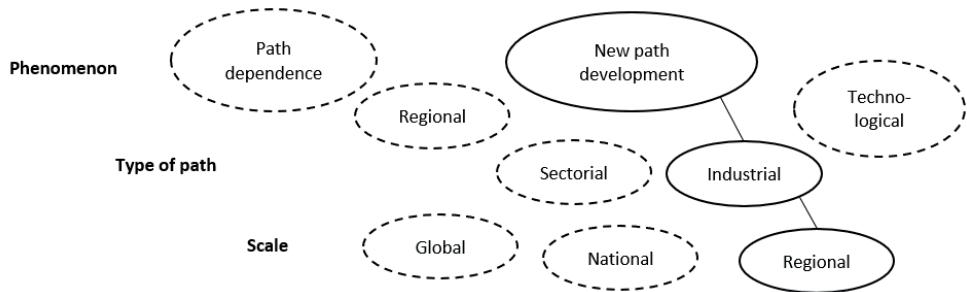 Phenomenon
Path
dependence
New path
development
Regional
Techno-
logical
Type of path
Sectorial
Industrial
Scale
Global
National
Regional